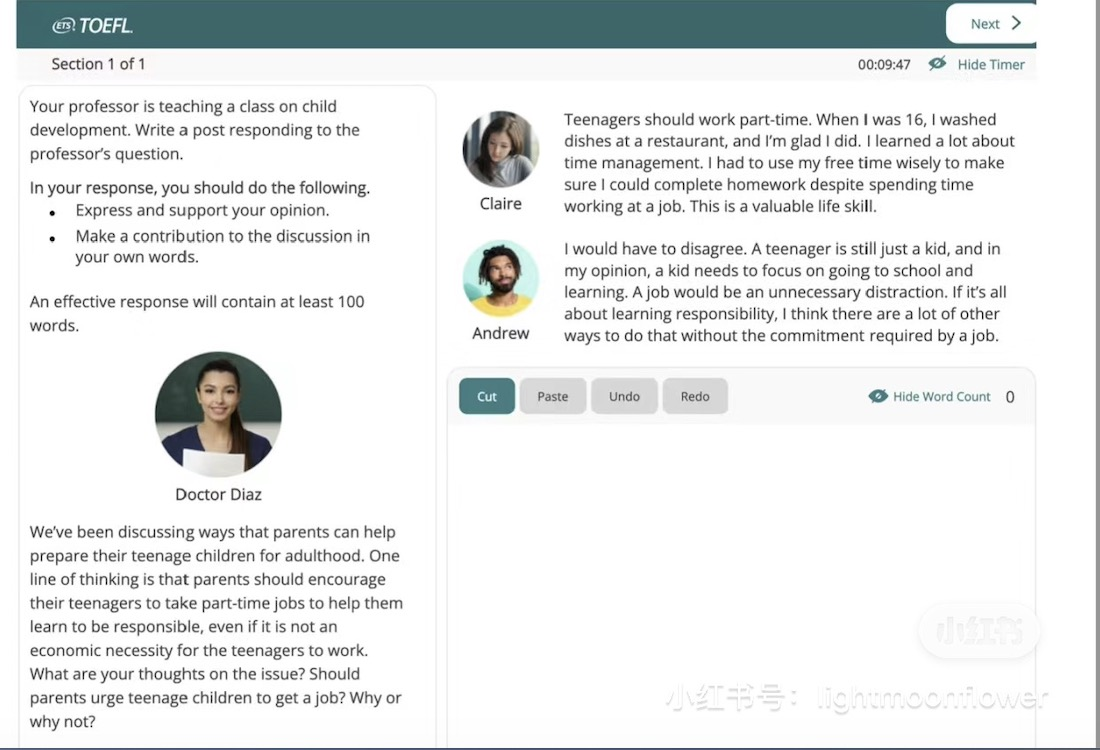 ETS TOEFL.
Next
Section 1 of 1
00:09:47
Hide Timer
Your professor is teaching a class on child
development. Write a post responding to the
professor's question.
In your response, you should do the following.
• Express and support your opinion.
• Make a contribution to the discussion in
your own words.
An effective response will contain at least 100
words.
Doctor Diaz
We've been discussing ways that parents can help
prepare their teenage children for adulthood. One
line of thinking is that parents should encourage
their teenagers to take part-time jobs to help them
learn to be responsible, even if it is not an
economic necessity for the teenagers to work.
What are your thoughts on the issue? Should
parents urge teenage children to get a job? Why or
why not?
Teenagers should work part-time. When I was 16, I washed
dishes at a restaurant, and I'm glad I did. I learned a lot about
time management. I had to use my free time wisely to make
sure I could complete homework despite spending time
working at a job. This is a valuable life skill.
Claire
I would have to disagree. A teenager is still just a kid, and in
my opinion, a kid needs to focus on going to school and
learning. A job would be an unnecessary distraction. If it's all
about learning responsibility, I think there are a lot of other
ways to do that without the commitment required by a job.
Andrew
Cut
Paste
Undo
Redo
Hide Word Count 0
小红书
小红书号：lightmoonflower